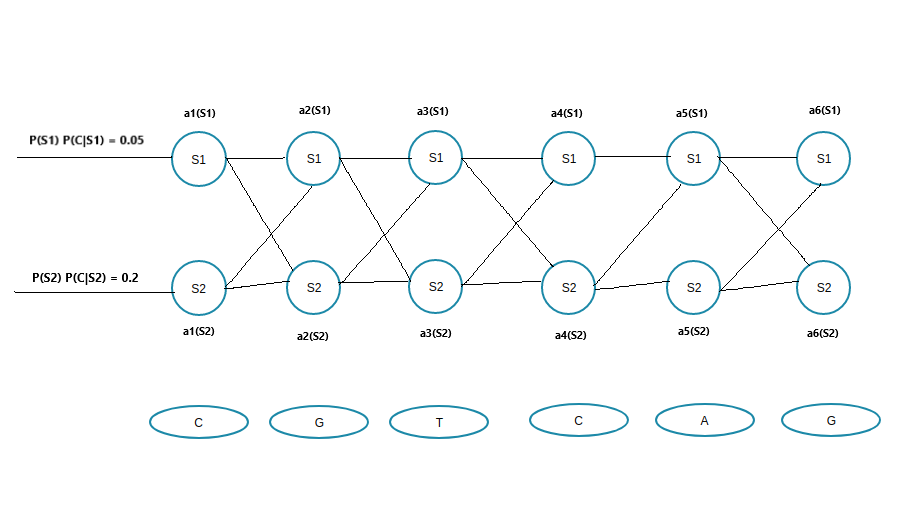 a1(S1) a2(S1) a3(S1) a4(S1) a5(S1) a6(S1)
P(S1) P(C|S1) = 0.05
S1 S1 S1 S1 S1 S1
P(S2) P(C|S2) = 0.2
S2 S2 S2 S2 S2 S2
a1(S2) a2(S2) a3(S2) a4(S2) a5(S2) a6(S2)
C G T C A G